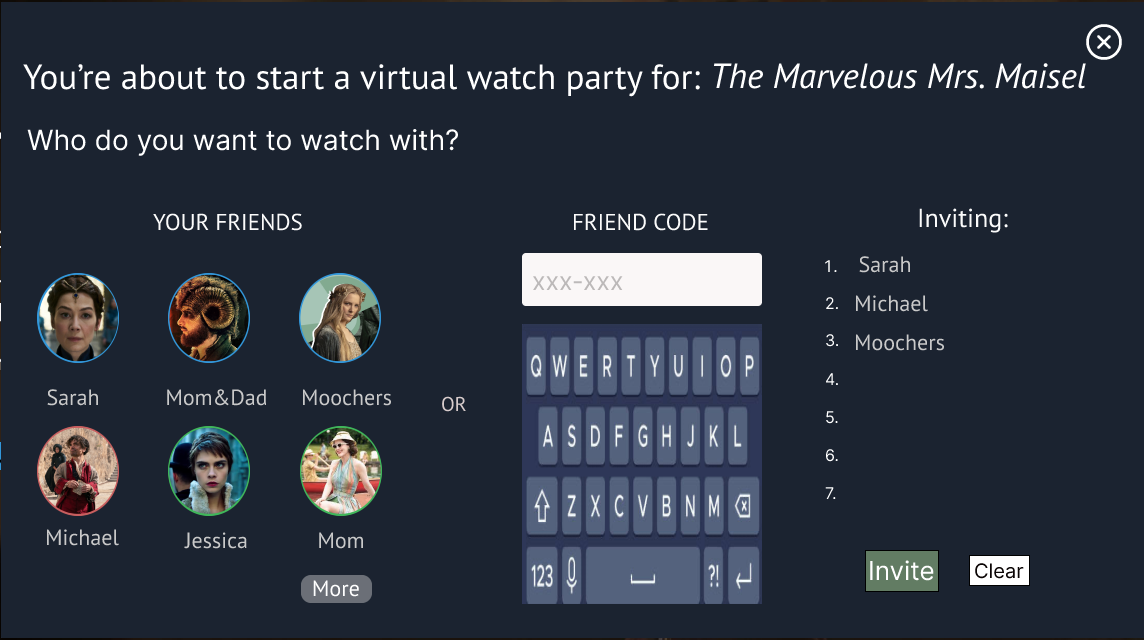 You’re about to start a virtual watch party for: The Marvelous Mrs. Maisel
Who do you want to watch with?
YOUR FRIENDS
Sarah
Mom&Dad
Moochers
Michael
Jessica
Mom
More
OR
FRIEND CODE
xxx-xxx
Q W E R T Y U I O P
A S D F G H J K L
Z X C V B N M
123 ?!
Inviting:
1. Sarah
2. Michael
3. Moochers
4.
5.
6.
7.
Invite
Clear